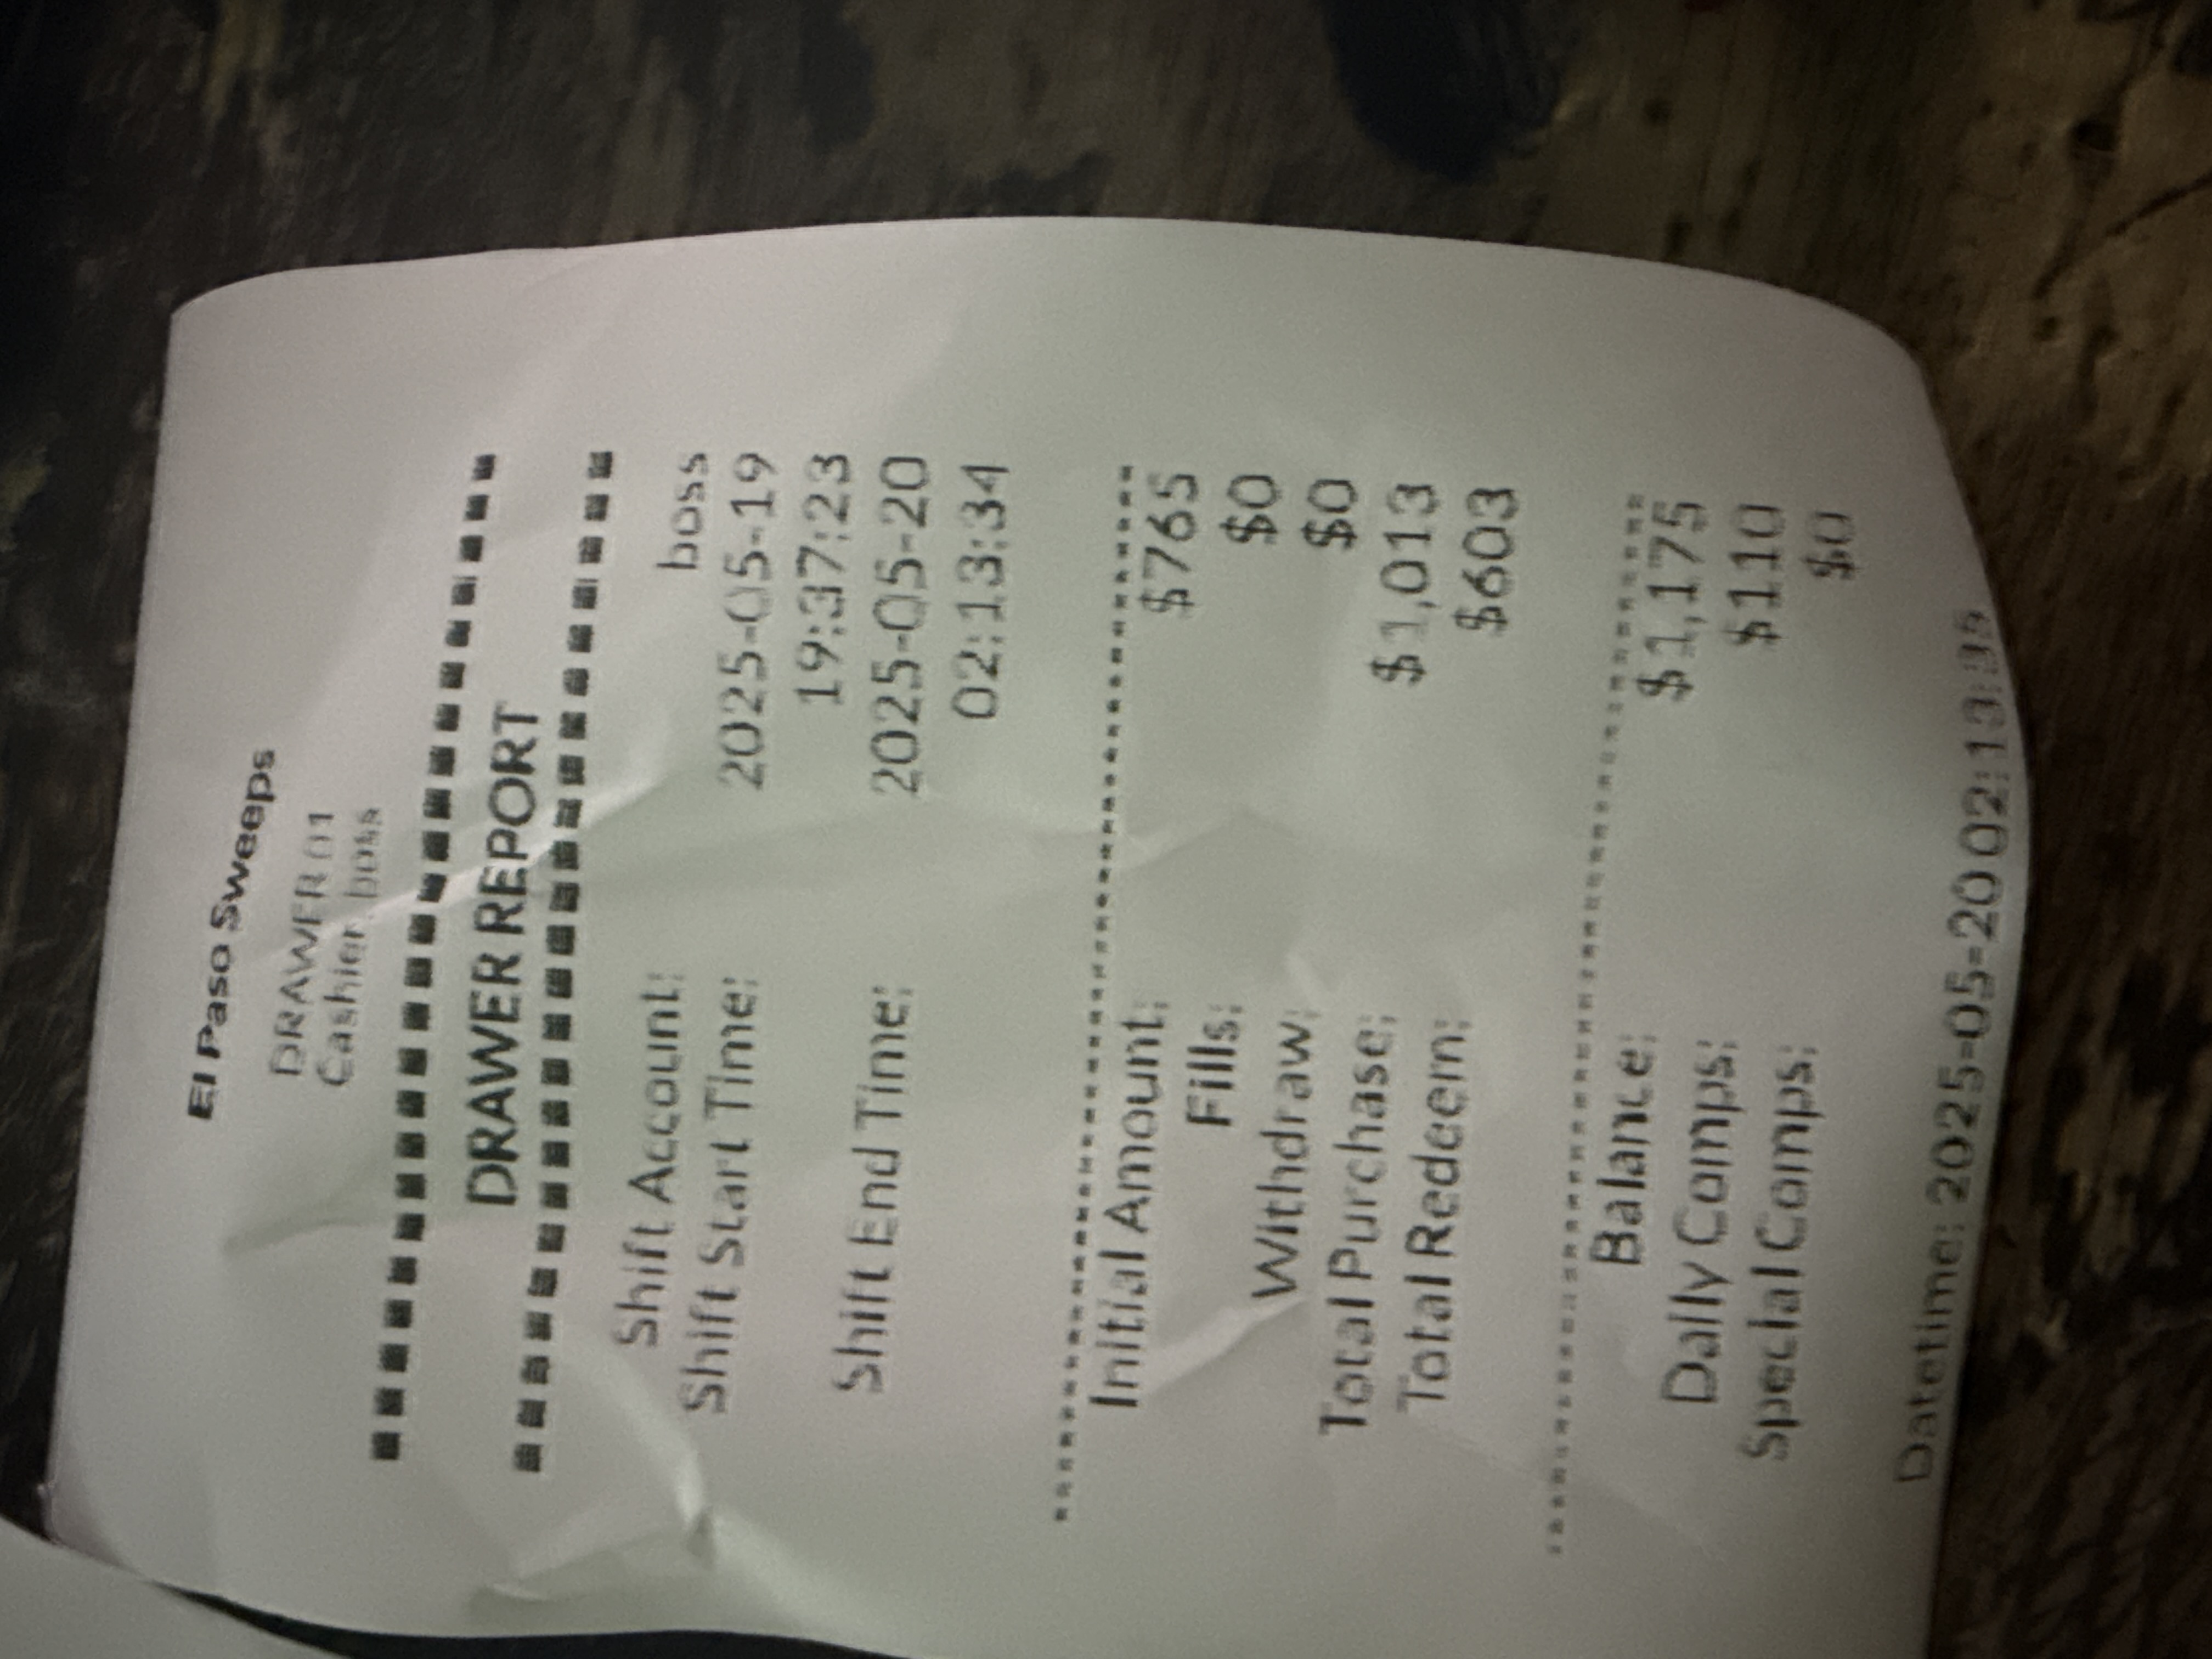 El Paso Sweeps
DRAWER 01
Cashier: boss
DRAWER REPORT
Shift Account: boss
Shift Start Time: 2025-05-19
19:37:23
Shift End Time: 2025-05-20
02:13:34
Initial Amount: $765
Fills: $0
Withdraw: $0
Total Purchase: $1,013
Total Redeem: $603
Balance: $1,175
Daily Comps: $110
Special Comps: $0
Datetime: 2025-05-20